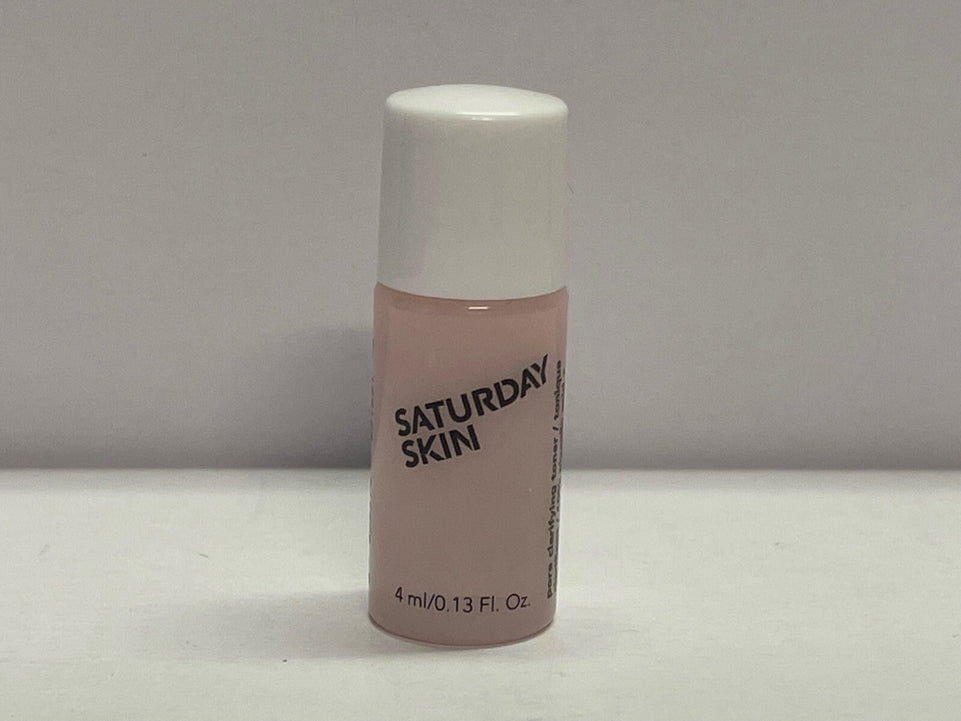 SATURDAY
SKIN
4 ml/0.13 Fl. Oz.
pore clarifying toner / tonique